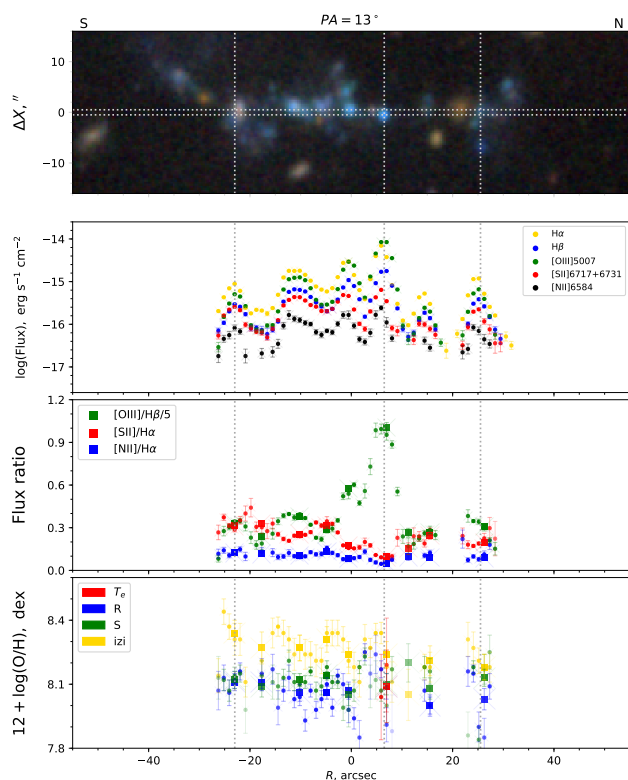 S PA = 13° N
ΔX, ″
0
−10
log(Flux), erg s⁻¹ cm⁻²
−14
−15
−16
−17
Hα
Hβ
[OIII]5007
[SII]6717+6731
[NII]6584
Flux ratio
1.2
0.9
0.6
0.3
0.0
[OIII]/Hβ/5
[SII]/Hα
[NII]/Hα
12 + log(O/H), dex
8.4
8.1
7.8
Tₑ
R
S
izi
−40 −20 0 20 40
R, arcsec